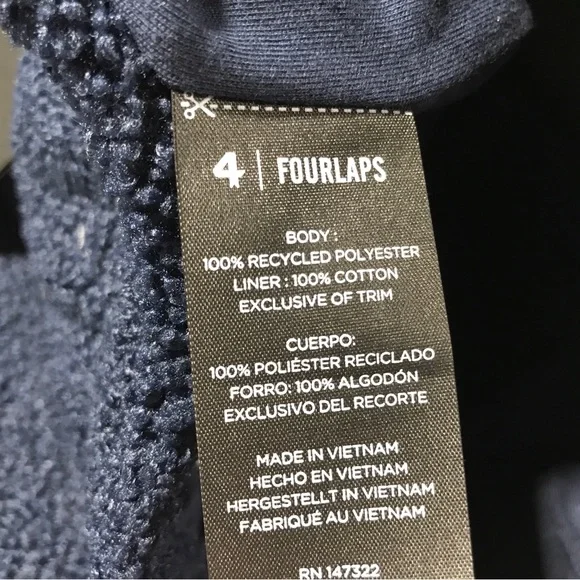 4 | FOURLAPS
BODY :
100% RECYCLED POLYESTER
LINER : 100% COTTON
EXCLUSIVE OF TRIM
CUERPO:
100% POLIÉSTER RECICLADO
FORRO: 100% ALGODÓN
EXCLUSIVO DEL RECORTE
MADE IN VIETNAM
HECHO EN VIETNAM
HERGESTELLT IN VIETNAM
FABRIQUÉ AU VIETNAM
RN 147322